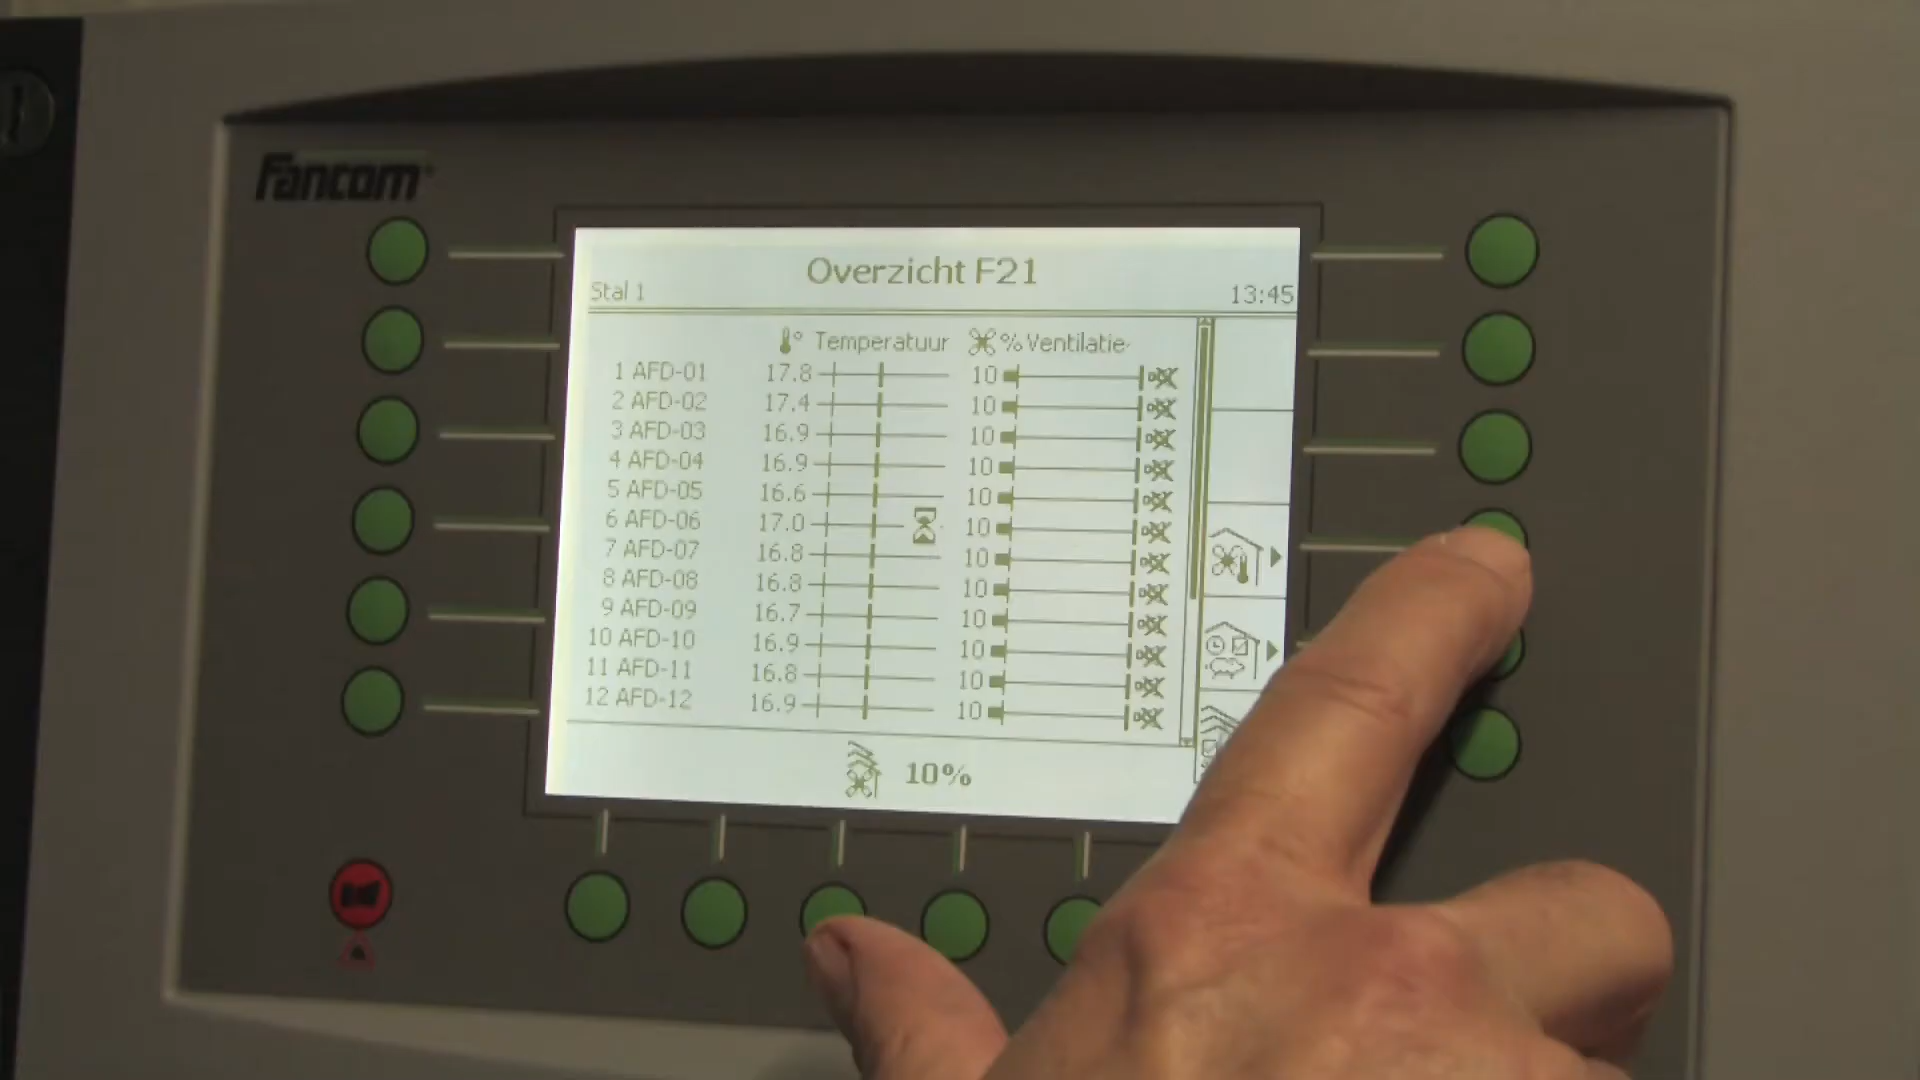 Fancom
Overzicht F21
Stal 1
13:45
° Temperatuur % Ventilatie
1 AFD-01 17.8 10
2 AFD-02 17.4 10
3 AFD-03 16.9 10
4 AFD-04 16.9 10
5 AFD-05 16.6 10
6 AFD-06 17.0 10
7 AFD-07 16.8 10
8 AFD-08 16.8 10
9 AFD-09 16.7 10
10 AFD-10 16.9 10
11 AFD-11 16.8 10
12 AFD-12 16.9 10
10%